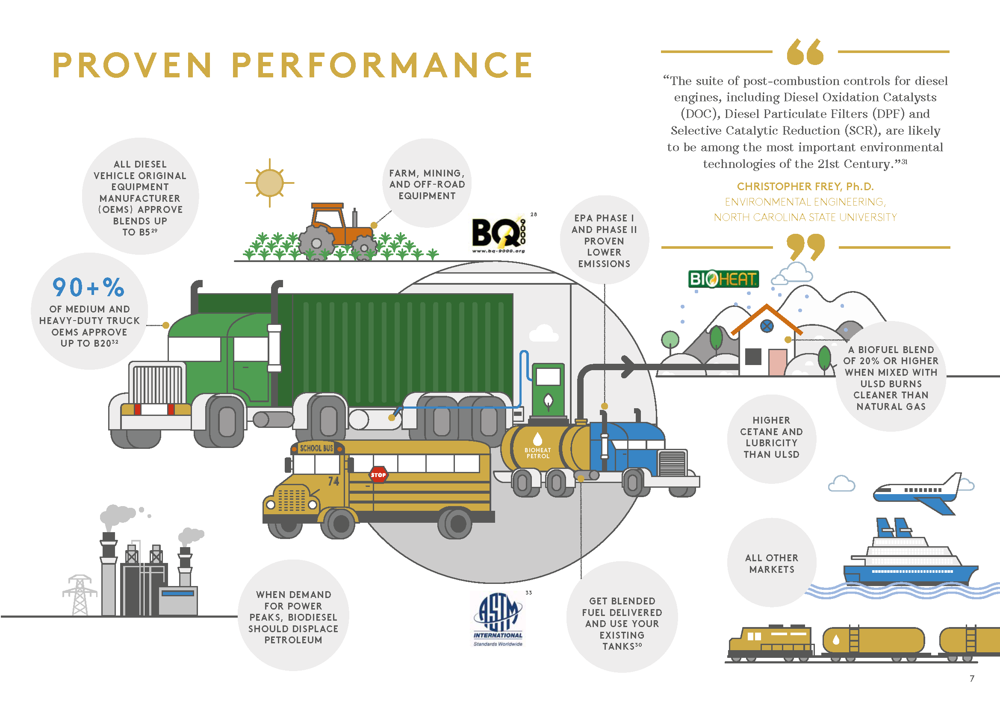 PROVEN PERFORMANCE
“The suite of post-combustion controls for diesel
engines, including Diesel Oxidation Catalysts
(DOC), Diesel Particulate Filters (DPF) and
Selective Catalytic Reduction (SCR), are likely
to be among the most important environmental
technologies of the 21st Century.”31
CHRISTOPHER FREY, Ph.D.
ENVIRONMENTAL ENGINEERING,
NORTH CAROLINA STATE UNIVERSITY
ALL DIESEL
VEHICLE ORIGINAL
EQUIPMENT
MANUFACTURER
(OEMS) APPROVE
BLENDS UP
TO B5 29
FARM, MINING,
AND OFF-ROAD
EQUIPMENT
BQ 9000 28
www.bq-9000.org
EPA PHASE I
AND PHASE II
PROVEN
LOWER
EMISSIONS
90+%
OF MEDIUM AND
HEAVY-DUTY TRUCK
OEMS APPROVE
UP TO B20 32
BIOHEAT
A BIOFUEL BLEND
OF 20% OR HIGHER
WHEN MIXED WITH
ULSD BURNS
CLEANER THAN
NATURAL GAS
HIGHER
CETANE AND
LUBRICITY
THAN ULSD
SCHOOL BUS
STOP
74
BIOHEAT
PETROL
ALL OTHER
MARKETS
WHEN DEMAND
FOR POWER
PEAKS, BIODIESEL
SHOULD DISPLACE
PETROLEUM
ASTM 33
INTERNATIONAL
Standards Worldwide
GET BLENDED
FUEL DELIVERED
AND USE YOUR
EXISTING
TANKS30
7